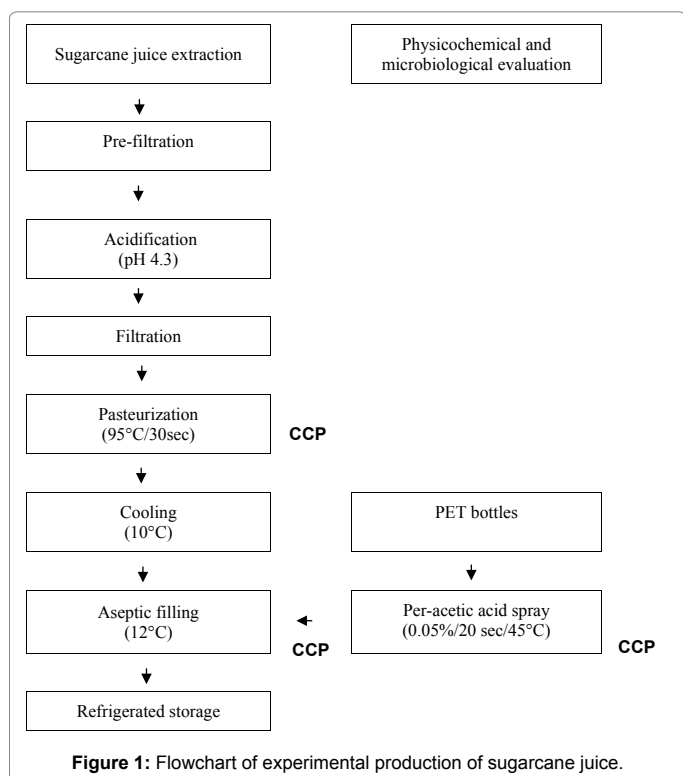 Sugarcane juice extraction
Physicochemical and
microbiological evaluation
Pre-filtration
Acidification
(pH 4.3)
Filtration
Pasteurization
(95°C/30sec)
CCP
Cooling
(10°C)
PET bottles
Aseptic filling
(12°C)
CCP
Per-acetic acid spray
(0.05%/20 sec/45°C)
CCP
Refrigerated storage
Figure 1: Flowchart of experimental production of sugarcane juice.